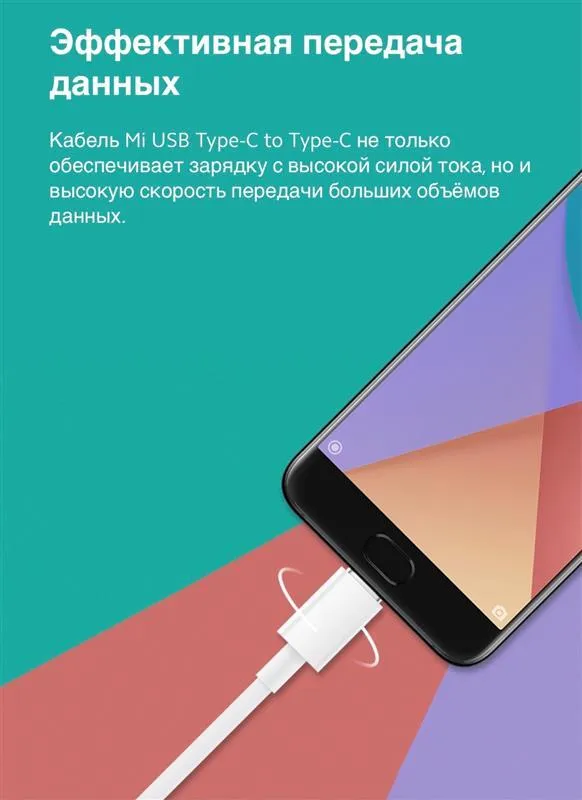 Эффективная передача
данных
Кабель Mi USB Type-C to Type-C не только
обеспечивает зарядку с высокой силой тока, но и
высокую скорость передачи больших объёмов
данных.